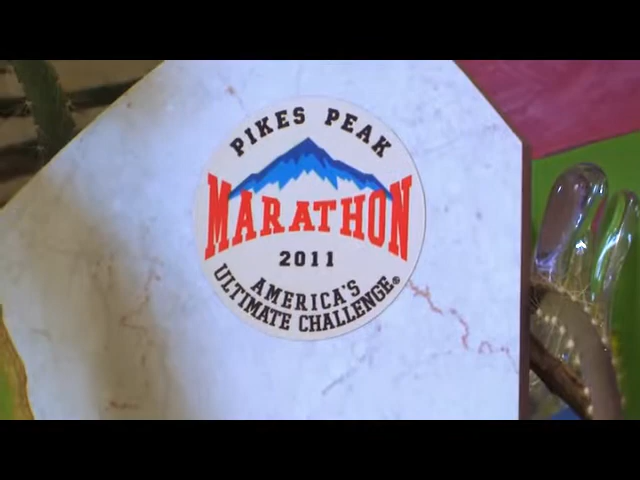 PIKES PEAK
MARATHON
2011
AMERICA'S
ULTIMATE CHALLENGE®